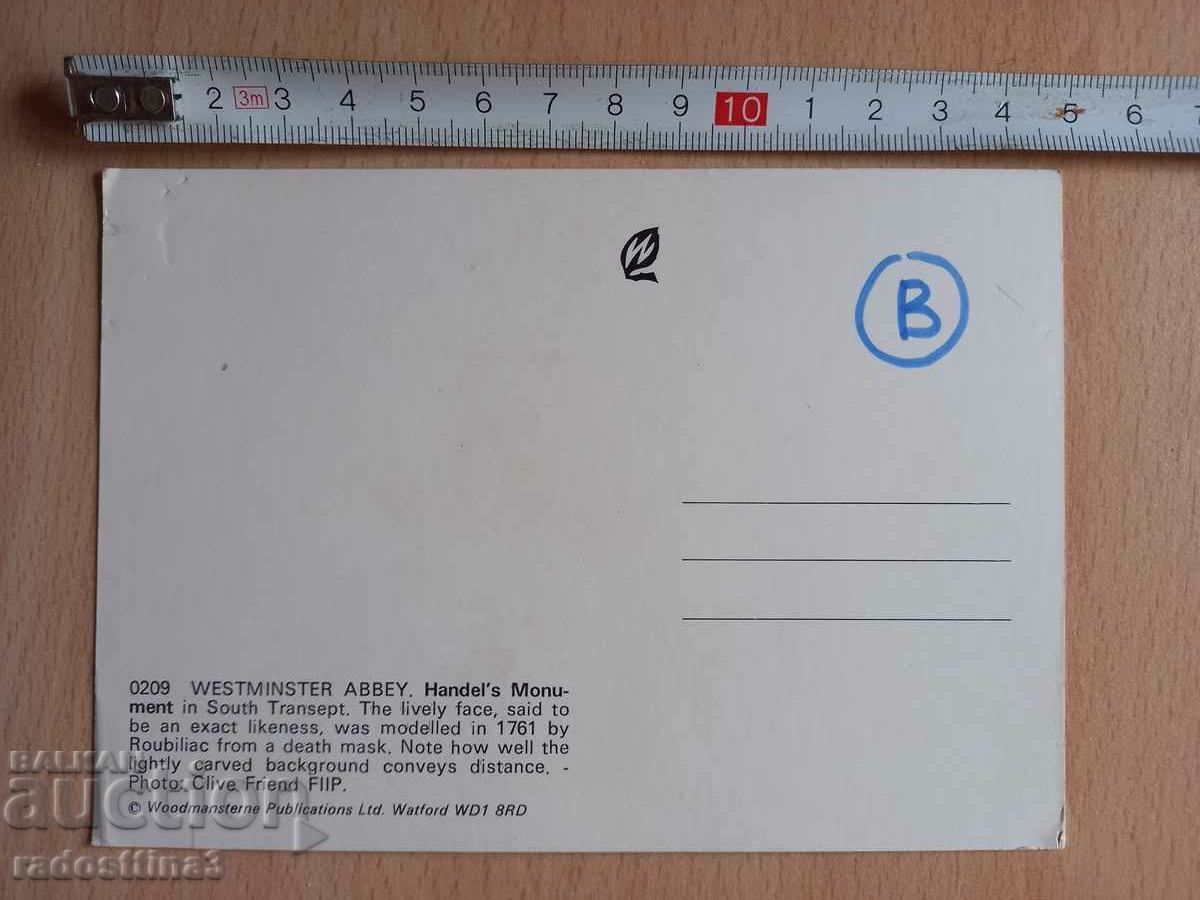 2 3m 3 4 5 6 7 8 9 10 1 2 3 4 5 6
W
B
0209 WESTMINSTER ABBEY. Handel's Monu-
ment in South Transept. The lively face, said to
be an exact likeness, was modelled in 1761 by
Roubiliac from a death mask. Note how well the
lightly carved background conveys distance. -
Photo: Clive Friend FIIP.
© Woodmansterne Publications Ltd. Watford WD1 8RD
BALKAN
auction
radosttina3